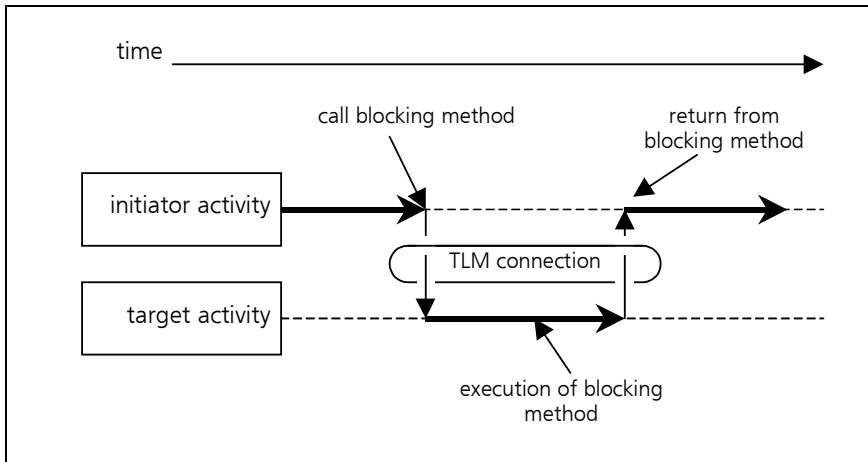 time
call blocking method
return from
blocking method
initiator activity
TLM connection
target activity
execution of blocking
method